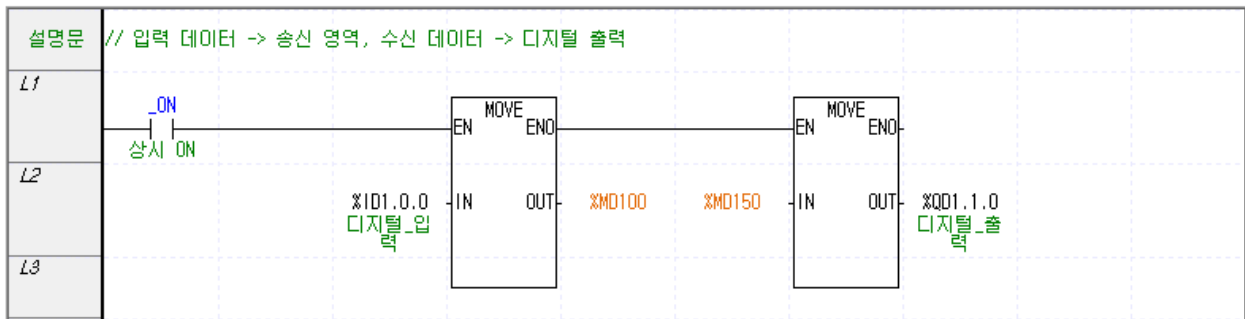 설명문 // 입력 데이터 -> 송신 영역, 수신 데이터 -> 디지털 출력
L1
_ON
상시 ON
MOVE
EN ENO
MOVE
EN ENO
L2
%ID1.0.0 IN OUT %MD100
디지털_입
력
%MD150 IN OUT %QD1.1.0
디지털_출
력
L3